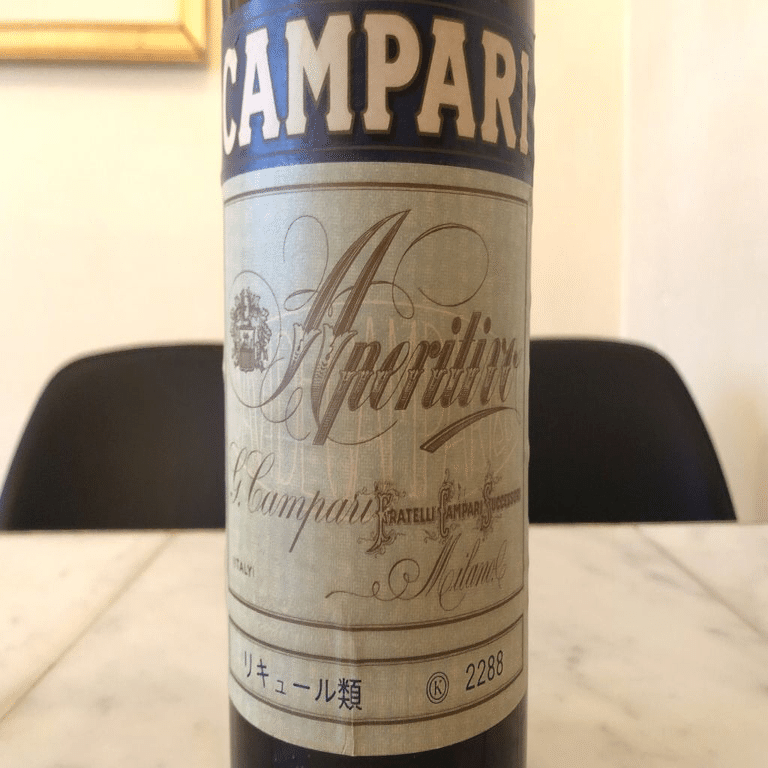 CAMPARI
Aperitivo
G. Campari FRATELLI CAMPARI SUCCESSORI
(ITALY) Milano
リキュール類 Ⓚ 2288